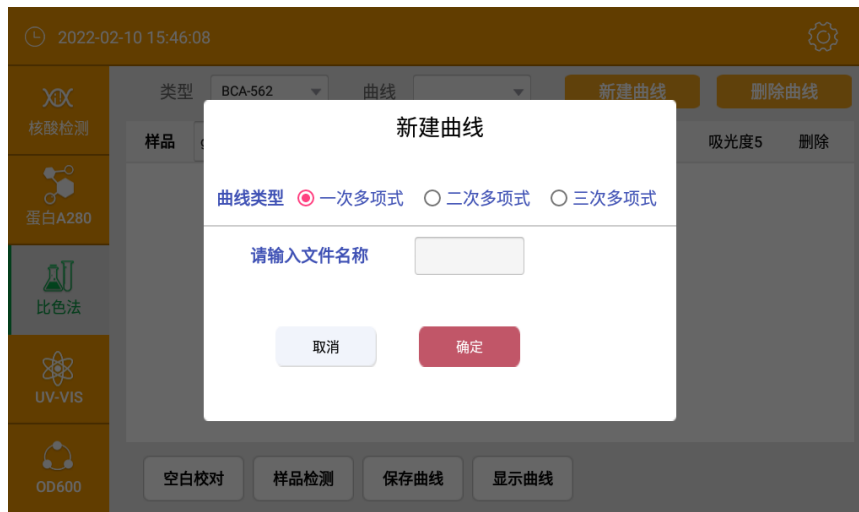 2022-02-10 15:46:08
核酸检测
蛋白A280
比色法
UV-VIS
OD600
类型 BCA-562 曲线 新建曲线 删除曲线
样品 吸光度5 删除
新建曲线
曲线类型 一次多项式 二次多项式 三次多项式
请输入文件名称
取消 确定
空白校对 样品检测 保存曲线 显示曲线